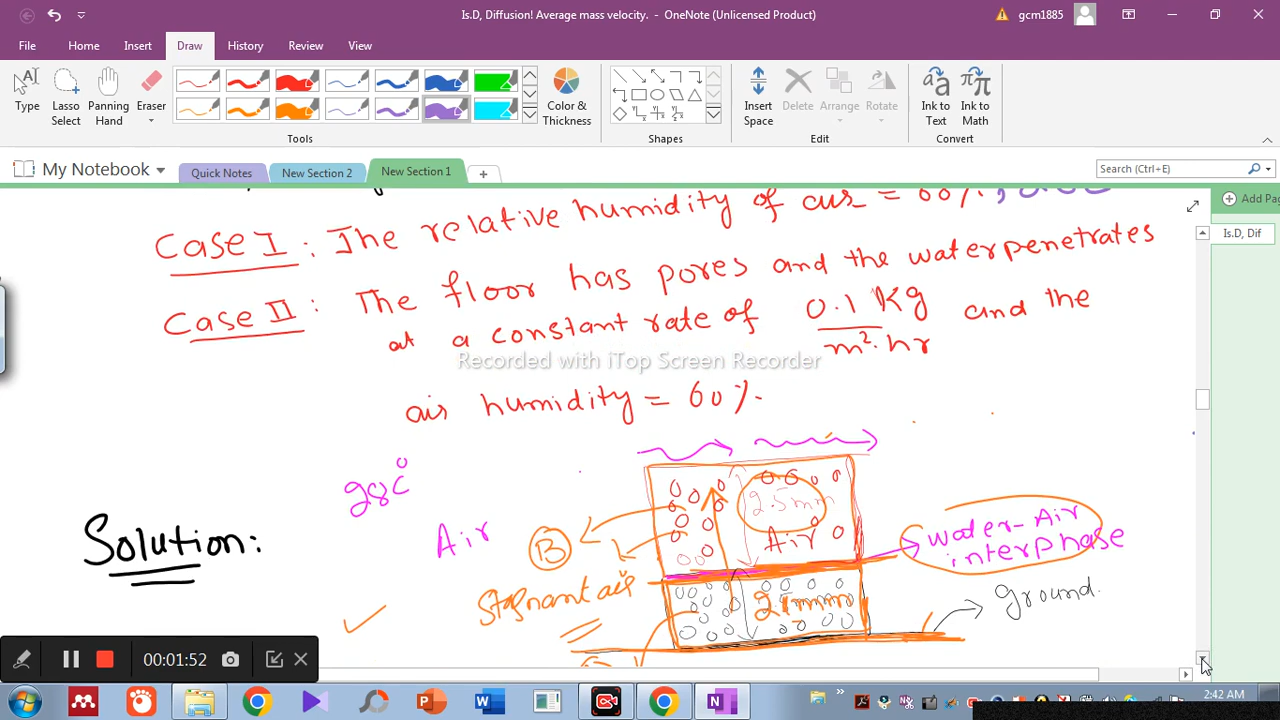 Is.D, Diffusion! Average mass velocity. - OneNote (Unlicensed Product)
gcm1885
File Home Insert Draw History Review View
Type
Lasso Select
Panning Hand
Eraser
Color & Thickness
Insert Space
Delete
Arrange
Rotate
Ink to Text
Ink to Math
Tools
Shapes
Edit
Convert
My Notebook
Quick Notes
New Section 2
New Section 1
Search (Ctrl+E)
Add Pag
Is.D, Dif
Case I : The relative humidity of air = 60%,
Case II : The floor has pores and the water penetrates
at a constant rate of 0.1 Kg / m².hr and the
Recorded with iTop Screen Recorder
air humidity = 60%.
Solution:
Air
B
2.5mm
Air
water-Air
interphase
Stagnant air
ground.
00:01:52
2:42 AM